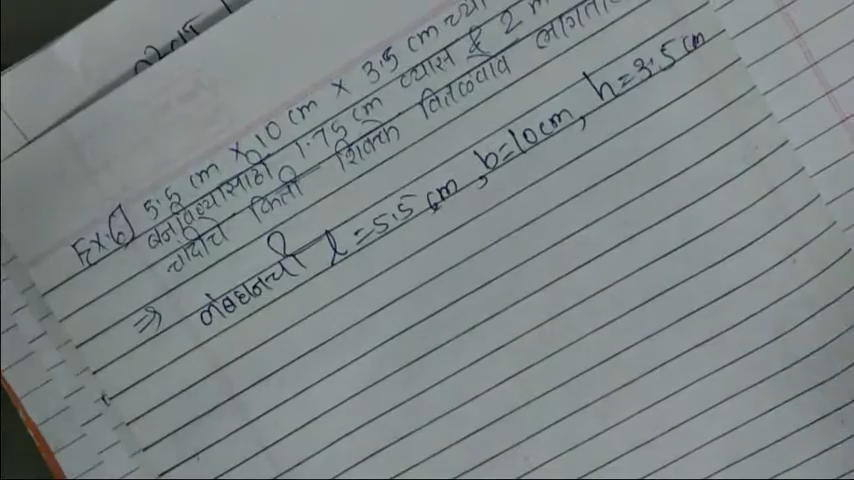 Ex.6) 5.5 cm × 10 cm × 3.5 cm च्या
बनविण्यासाठी 1.75 cm व्यास व 2 m
चांदीचे किती शिक्के वितळवावे लागतील
⇒ लंबघनाची l = 5.5 cm, b = 10 cm, h = 3.5 cm